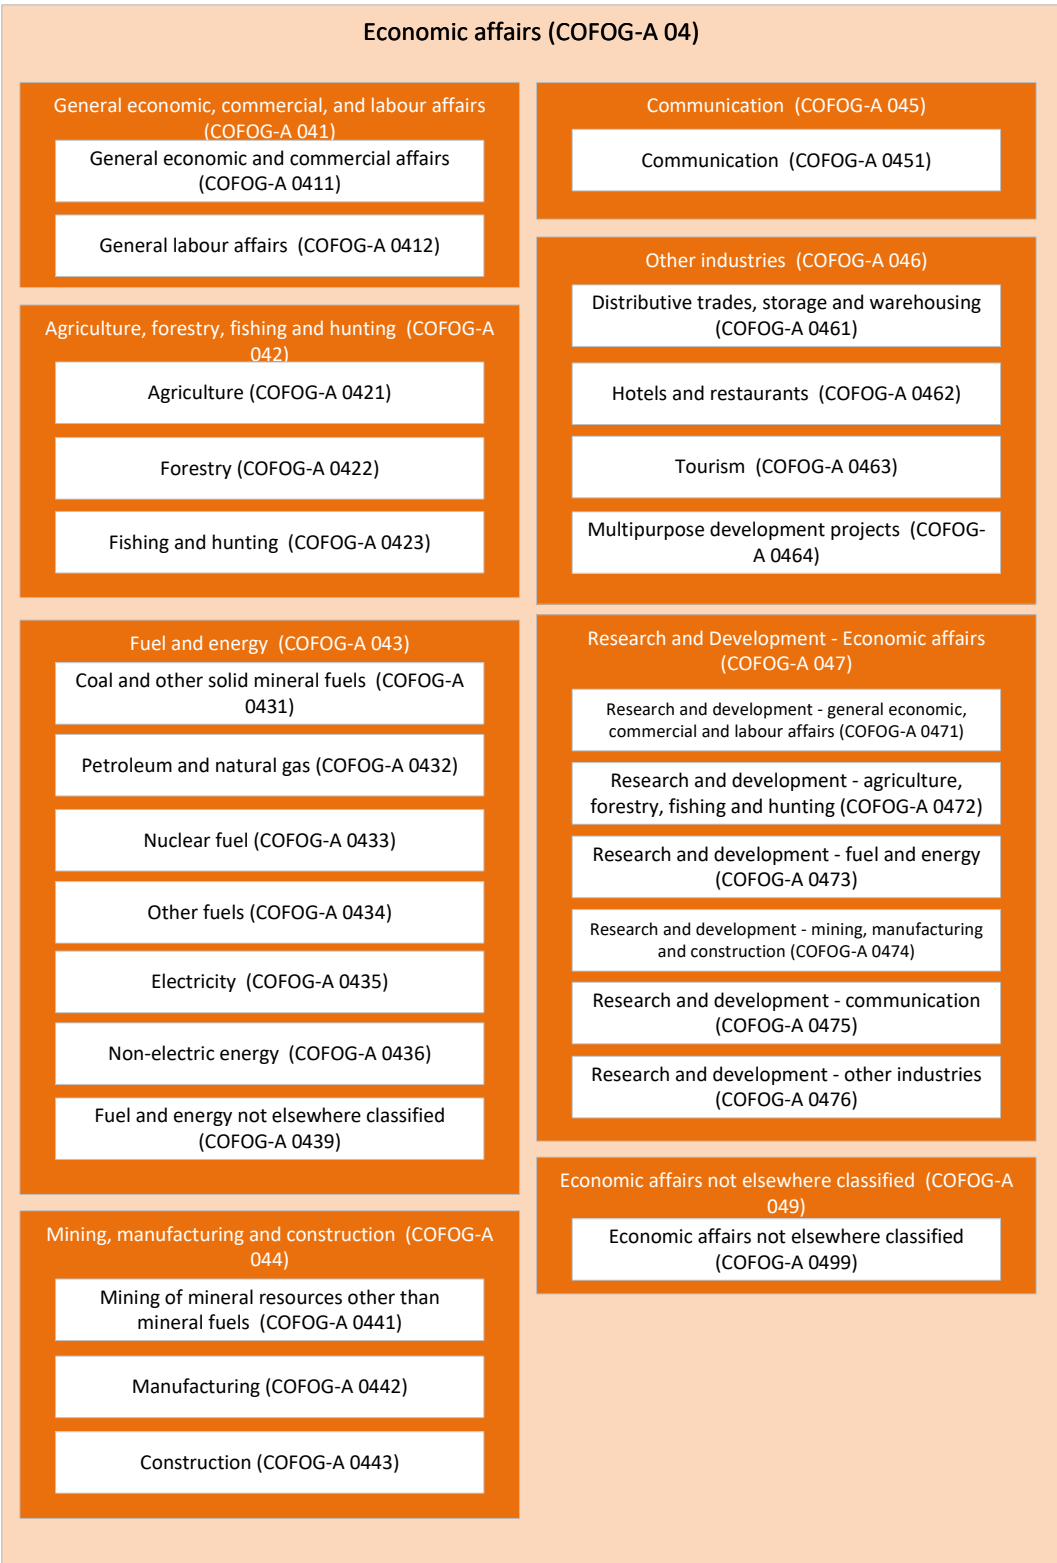 Economic affairs (COFOG-A 04)
General economic, commercial, and labour affairs
(COFOG-A 041)
General economic and commercial affairs
(COFOG-A 0411)
General labour affairs (COFOG-A 0412)
Agriculture, forestry, fishing and hunting (COFOG-A
042)
Agriculture (COFOG-A 0421)
Forestry (COFOG-A 0422)
Fishing and hunting (COFOG-A 0423)
Fuel and energy (COFOG-A 043)
Coal and other solid mineral fuels (COFOG-A
0431)
Petroleum and natural gas (COFOG-A 0432)
Nuclear fuel (COFOG-A 0433)
Other fuels (COFOG-A 0434)
Electricity (COFOG-A 0435)
Non-electric energy (COFOG-A 0436)
Fuel and energy not elsewhere classified
(COFOG-A 0439)
Mining, manufacturing and construction (COFOG-A
044)
Mining of mineral resources other than
mineral fuels (COFOG-A 0441)
Manufacturing (COFOG-A 0442)
Construction (COFOG-A 0443)
Communication (COFOG-A 045)
Communication (COFOG-A 0451)
Other industries (COFOG-A 046)
Distributive trades, storage and warehousing
(COFOG-A 0461)
Hotels and restaurants (COFOG-A 0462)
Tourism (COFOG-A 0463)
Multipurpose development projects (COFOG-
A 0464)
Research and Development - Economic affairs
(COFOG-A 047)
Research and development - general economic,
commercial and labour affairs (COFOG-A 0471)
Research and development - agriculture,
forestry, fishing and hunting (COFOG-A 0472)
Research and development - fuel and energy
(COFOG-A 0473)
Research and development - mining, manufacturing
and construction (COFOG-A 0474)
Research and development - communication
(COFOG-A 0475)
Research and development - other industries
(COFOG-A 0476)
Economic affairs not elsewhere classified (COFOG-A
049)
Economic affairs not elsewhere classified
(COFOG-A 0499)